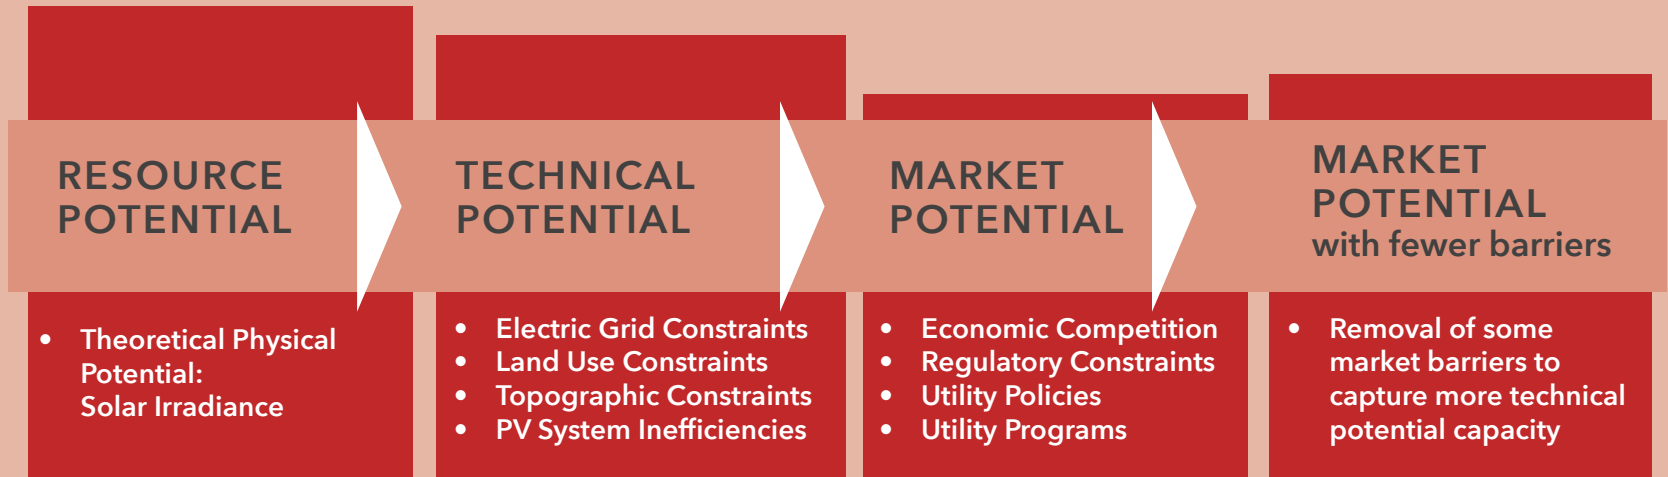 RESOURCE
POTENTIAL
• Theoretical Physical
Potential:
Solar Irradiance
TECHNICAL
POTENTIAL
• Electric Grid Constraints
• Land Use Constraints
• Topographic Constraints
• PV System Inefficiencies
MARKET
POTENTIAL
• Economic Competition
• Regulatory Constraints
• Utility Policies
• Utility Programs
MARKET
POTENTIAL
with fewer barriers
• Removal of some
market barriers to
capture more technical
potential capacity